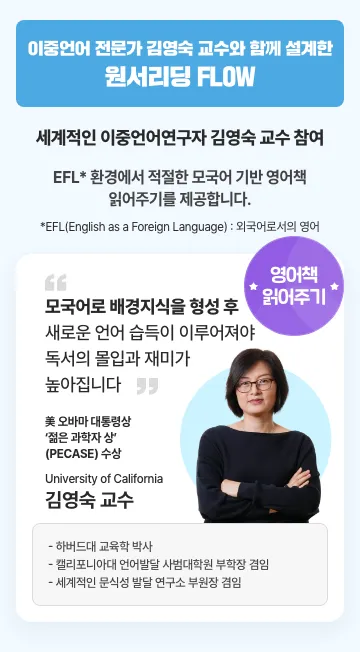 이중언어 전문가 김영숙 교수와 함께 설계한
원서리딩 FLOW
세계적인 이중언어연구자 김영숙 교수 참여
EFL* 환경에서 적절한 모국어 기반 영어책
읽어주기를 제공합니다.
*EFL(English as a Foreign Language) : 외국어로서의 영어
영어책
읽어주기
“
모국어로 배경지식을 형성 후
새로운 언어 습득이 이루어져야
독서의 몰입과 재미가
높아집니다 ”
美 오바마 대통령상
‘젊은 과학자 상’
(PECASE) 수상
University of California
김영숙 교수
- 하버드대 교육학 박사
- 캘리포니아대 언어발달 사범대학원 부학장 겸임
- 세계적인 문식성 발달 연구소 부원장 겸임